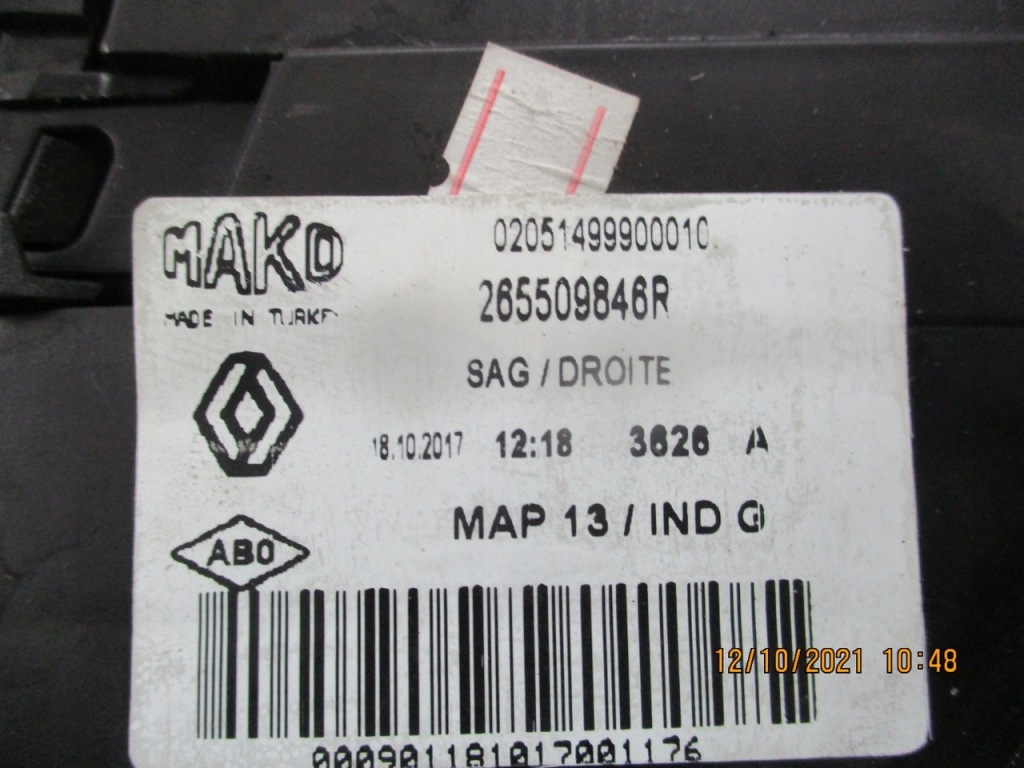 MAKO
02051499900010
MADE IN TURKEY
265509846R
SAG / DROITE
18.10.2017 12:18 3626 A
MAP 13 / IND G
ABO
12/10/2021 10:48
000901181017001176